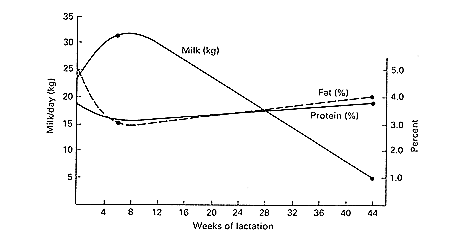 35
30
25
20
15
10
5
Milk/day (kg)
Milk (kg)
Fat (%)
Protein (%)
5.0
4.0
3.0
2.0
1.0
Percent
4 8 12 16 20 24 28 32 36 40 44
Weeks of lactation